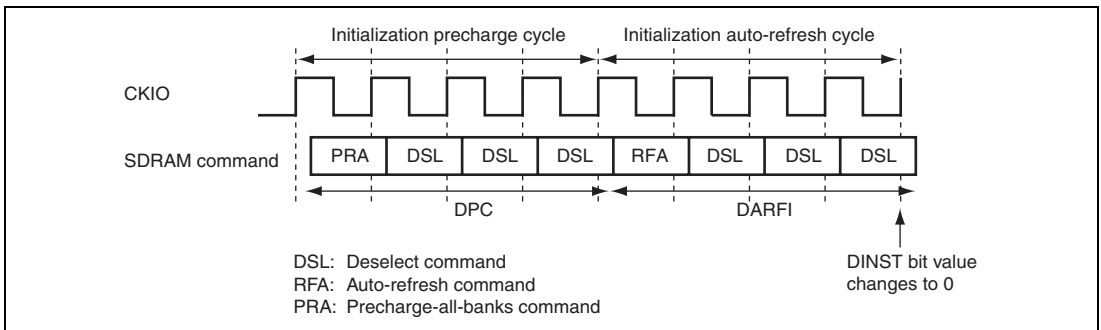 Initialization precharge cycle Initialization auto-refresh cycle
CKIO
SDRAM command PRA DSL DSL DSL RFA DSL DSL DSL
DPC DARFI
DSL: Deselect command
RFA: Auto-refresh command
PRA: Precharge-all-banks command
DINST bit value
changes to 0